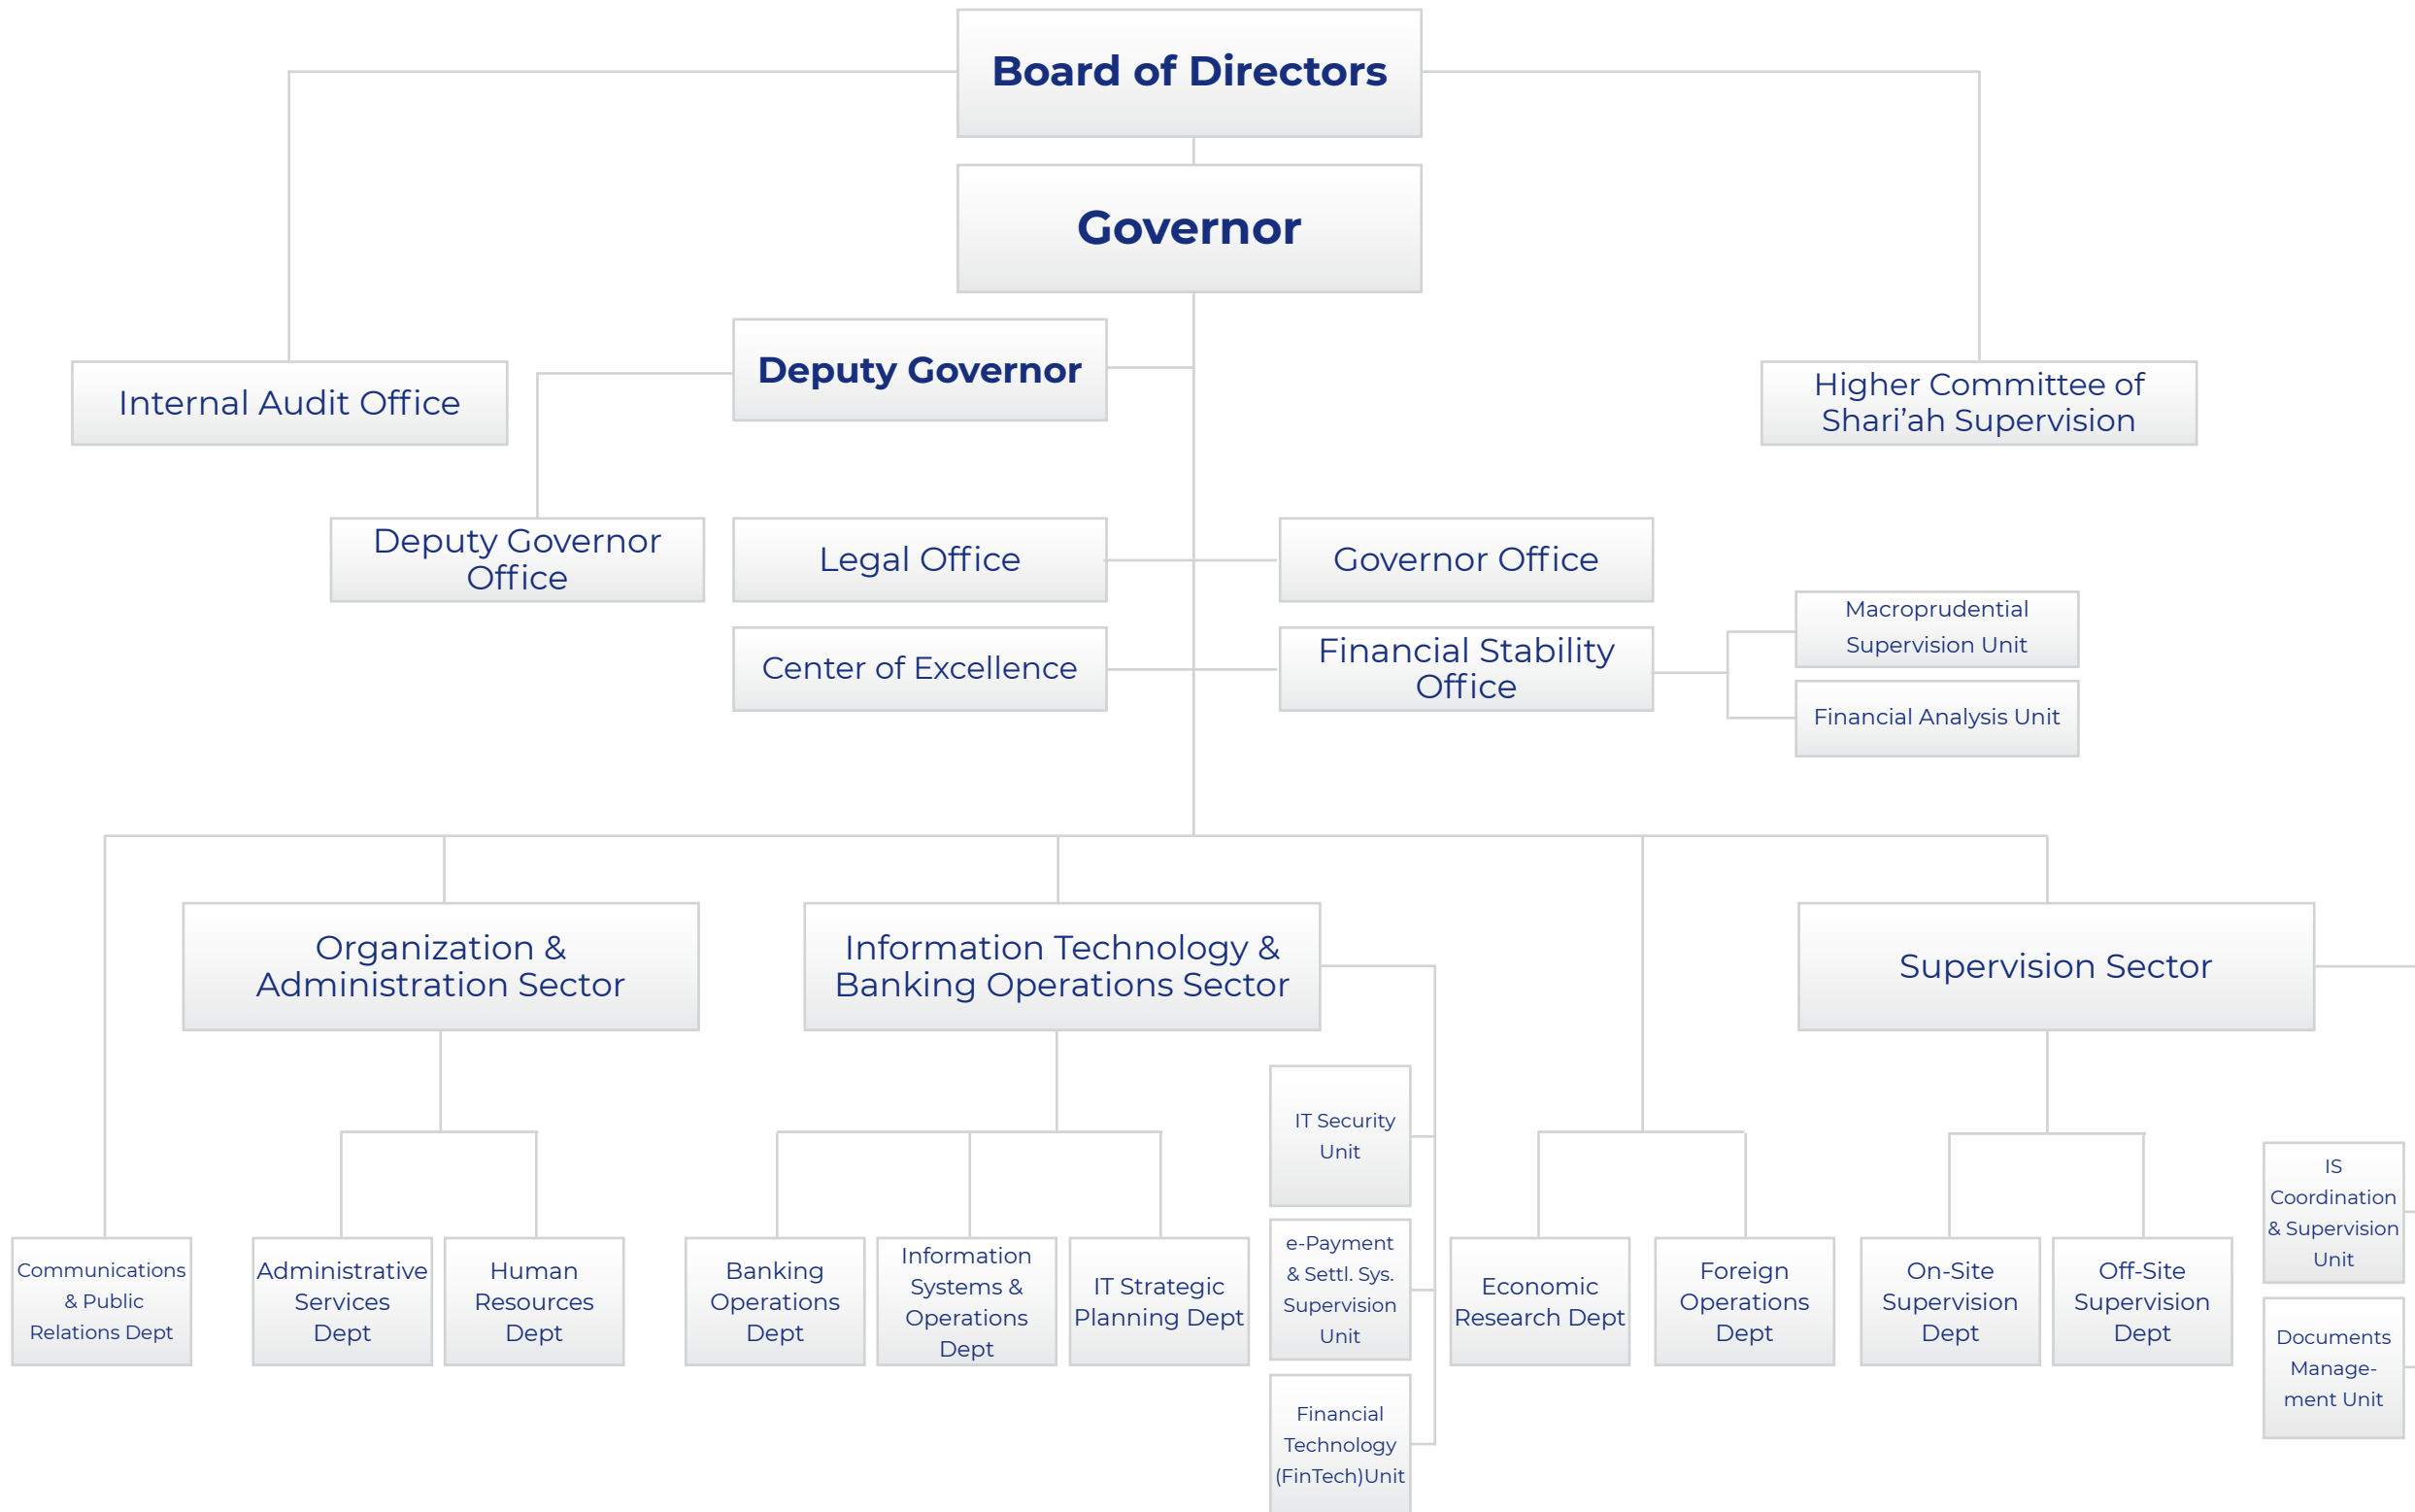 Board of Directors
Governor
Deputy Governor
Internal Audit Office
Higher Committee of
Shari’ah Supervision
Deputy Governor
Office
Legal Office
Governor Office
Center of Excellence
Financial Stability
Office
Macroprudential
Supervision Unit
Financial Analysis Unit
Organization &
Administration Sector
Information Technology &
Banking Operations Sector
Supervision Sector
Communications
& Public
Relations Dept
Administrative
Services
Dept
Human
Resources
Dept
Banking
Operations
Dept
Information
Systems &
Operations
Dept
IT Strategic
Planning Dept
IT Security
Unit
e-Payment
& Settl. Sys.
Supervision
Unit
Financial
Technology
(FinTech)Unit
Economic
Research Dept
Foreign
Operations
Dept
On-Site
Supervision
Dept
Off-Site
Supervision
Dept
IS
Coordination
& Supervision
Unit
Documents
Manage-
ment Unit